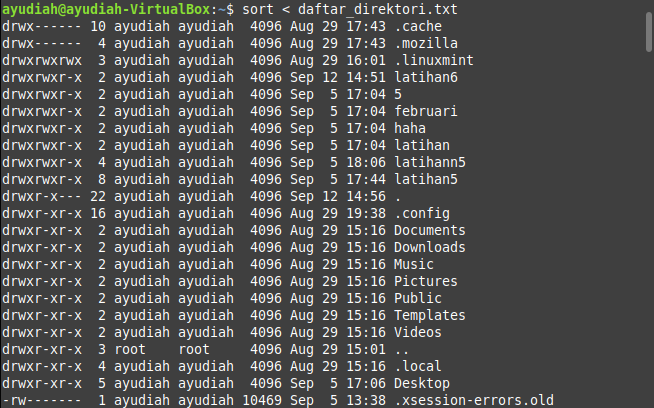 ayudiah@ayudiah-VirtualBox:~$ sort < daftar_direktori.txt
drwx------ 10 ayudiah ayudiah  4096 Aug 29 17:43 .cache
drwx------  4 ayudiah ayudiah  4096 Aug 29 17:43 .mozilla
drwxrwxrwx  3 ayudiah ayudiah  4096 Aug 29 16:01 .linuxmint
drwxrwxr-x  2 ayudiah ayudiah  4096 Sep 12 14:51 latihan6
drwxrwxr-x  2 ayudiah ayudiah  4096 Sep  5 17:04 5
drwxrwxr-x  2 ayudiah ayudiah  4096 Sep  5 17:04 februari
drwxrwxr-x  2 ayudiah ayudiah  4096 Sep  5 17:04 haha
drwxrwxr-x  2 ayudiah ayudiah  4096 Sep  5 17:04 latihan
drwxrwxr-x  4 ayudiah ayudiah  4096 Sep  5 18:06 latihann5
drwxrwxr-x  8 ayudiah ayudiah  4096 Sep  5 17:44 latihan5
drwxr-x--- 22 ayudiah ayudiah  4096 Sep 12 14:56 .
drwxr-xr-x 16 ayudiah ayudiah  4096 Aug 29 19:38 .config
drwxr-xr-x  2 ayudiah ayudiah  4096 Aug 29 15:16 Documents
drwxr-xr-x  2 ayudiah ayudiah  4096 Aug 29 15:16 Downloads
drwxr-xr-x  2 ayudiah ayudiah  4096 Aug 29 15:16 Music
drwxr-xr-x  2 ayudiah ayudiah  4096 Aug 29 15:16 Pictures
drwxr-xr-x  2 ayudiah ayudiah  4096 Aug 29 15:16 Public
drwxr-xr-x  2 ayudiah ayudiah  4096 Aug 29 15:16 Templates
drwxr-xr-x  2 ayudiah ayudiah  4096 Aug 29 15:16 Videos
drwxr-xr-x  3 root    root     4096 Aug 29 15:01 ..
drwxr-xr-x  4 ayudiah ayudiah  4096 Aug 29 15:16 .local
drwxr-xr-x  5 ayudiah ayudiah  4096 Sep  5 17:06 Desktop
-rw-------  1 ayudiah ayudiah 10469 Sep  5 13:38 .xsession-errors.old